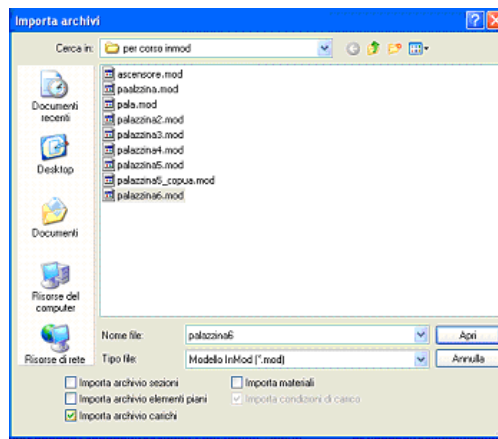 Importa archivi
Cerca in: per corso inmod
ascensore.mod
paalzzina.mod
pala.mod
palazzina2.mod
palazzina3.mod
palazzina4.mod
palazzina5.mod
palazzina5_copua.mod
palazzina6.mod
Documenti recenti
Desktop
Documenti
Risorse del computer
Risorse di rete
Nome file: palazzina6 Apri
Tipo file: Modello InMod (*.mod) Annulla
Importa archivio sezioni Importa materiali
Importa archivio elementi piani Importa condizioni di carico
Importa archivio carichi